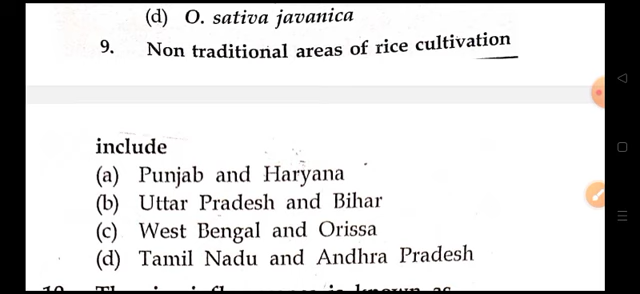 (d) O. sativa javanica
9. Non traditional areas of rice cultivation
include
(a) Punjab and Haryana
(b) Uttar Pradesh and Bihar
(c) West Bengal and Orissa
(d) Tamil Nadu and Andhra Pradesh